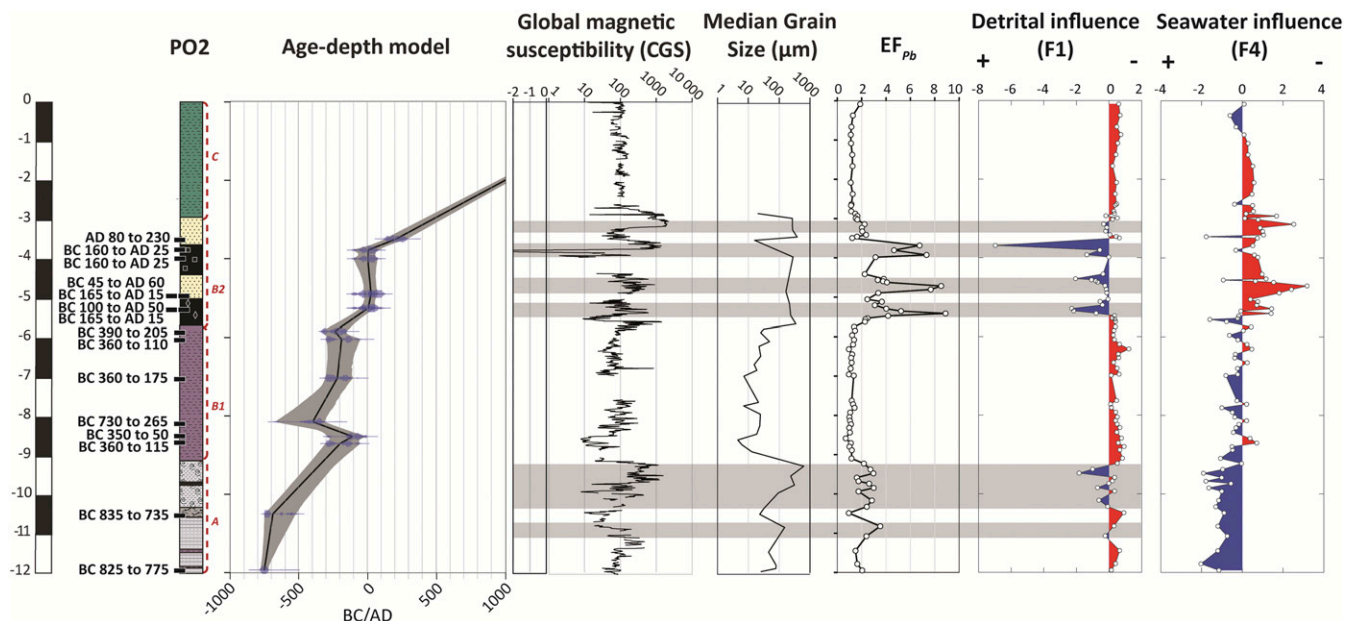 PO2
Age-depth model
Global magnetic
susceptibility (CGS)
Median Grain
Size (µm)
EFPb
Detrital influence
(F1)
+ -
Seawater influence
(F4)
+ -
-2 -1 0 10 100 1000 10 000
1 10 100 1000
0 2 4 6 8 10
-8 -6 -4 -2 0 2
-4 -2 0 2 4
0
-1
-2
-3
-4
-5
-6
-7
-8
-9
-10
-11
-12
AD 80 to 230
BC 160 to AD 25
BC 160 to AD 25
BC 45 to AD 60
BC 165 to AD 15
BC 100 to AD 50
BC 165 to AD 15
BC 390 to 205
BC 360 to 110
BC 360 to 175
BC 730 to 265
BC 350 to 50
BC 360 to 115
BC 835 to 735
BC 825 to 775
C
B2
B1
A
-1000 -500 0 500 1000
BC/AD